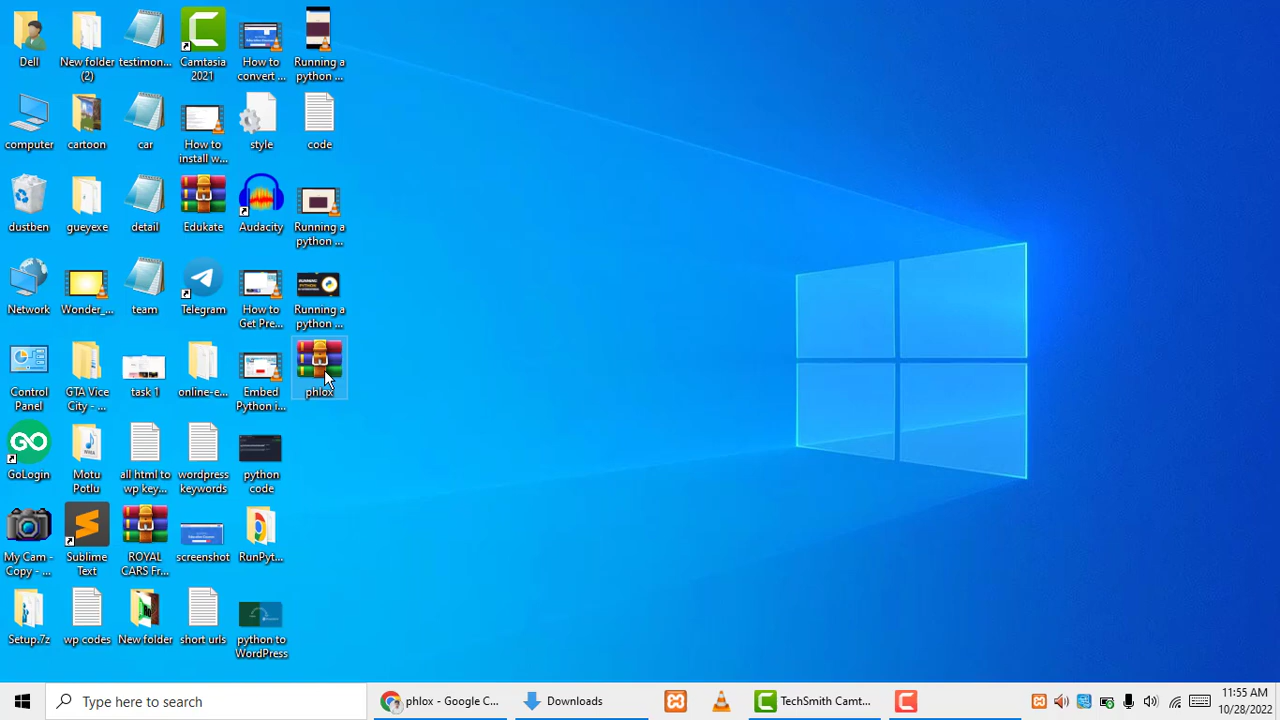 Dell
New folder
(2)
testimon...
Camtasia
2021
How to
convert ...
Running a
python ...
computer
cartoon
car
How to
install w...
style
code
dustben
gueyexe
detail
Edukate
Audacity
Running a
python ...
Network
Wonder_...
team
Telegram
How to
Get Pre...
Running a
python ...
Control
Panel
GTA Vice
City - ...
task 1
online-e...
Embed
Python i...
phlox
GoLogin
Motu
Potlu
all html to
wp key...
wordpress
keywords
python
code
My Cam -
Copy - ...
Sublime
Text
ROYAL
CARS Fr...
screenshot
RunPyt...
Setup.7z
wp codes
New folder
short urls
python to
WordPress
Type here to search
phlox - Google C...
Downloads
TechSmith Camt...
11:55 AM
10/28/2022